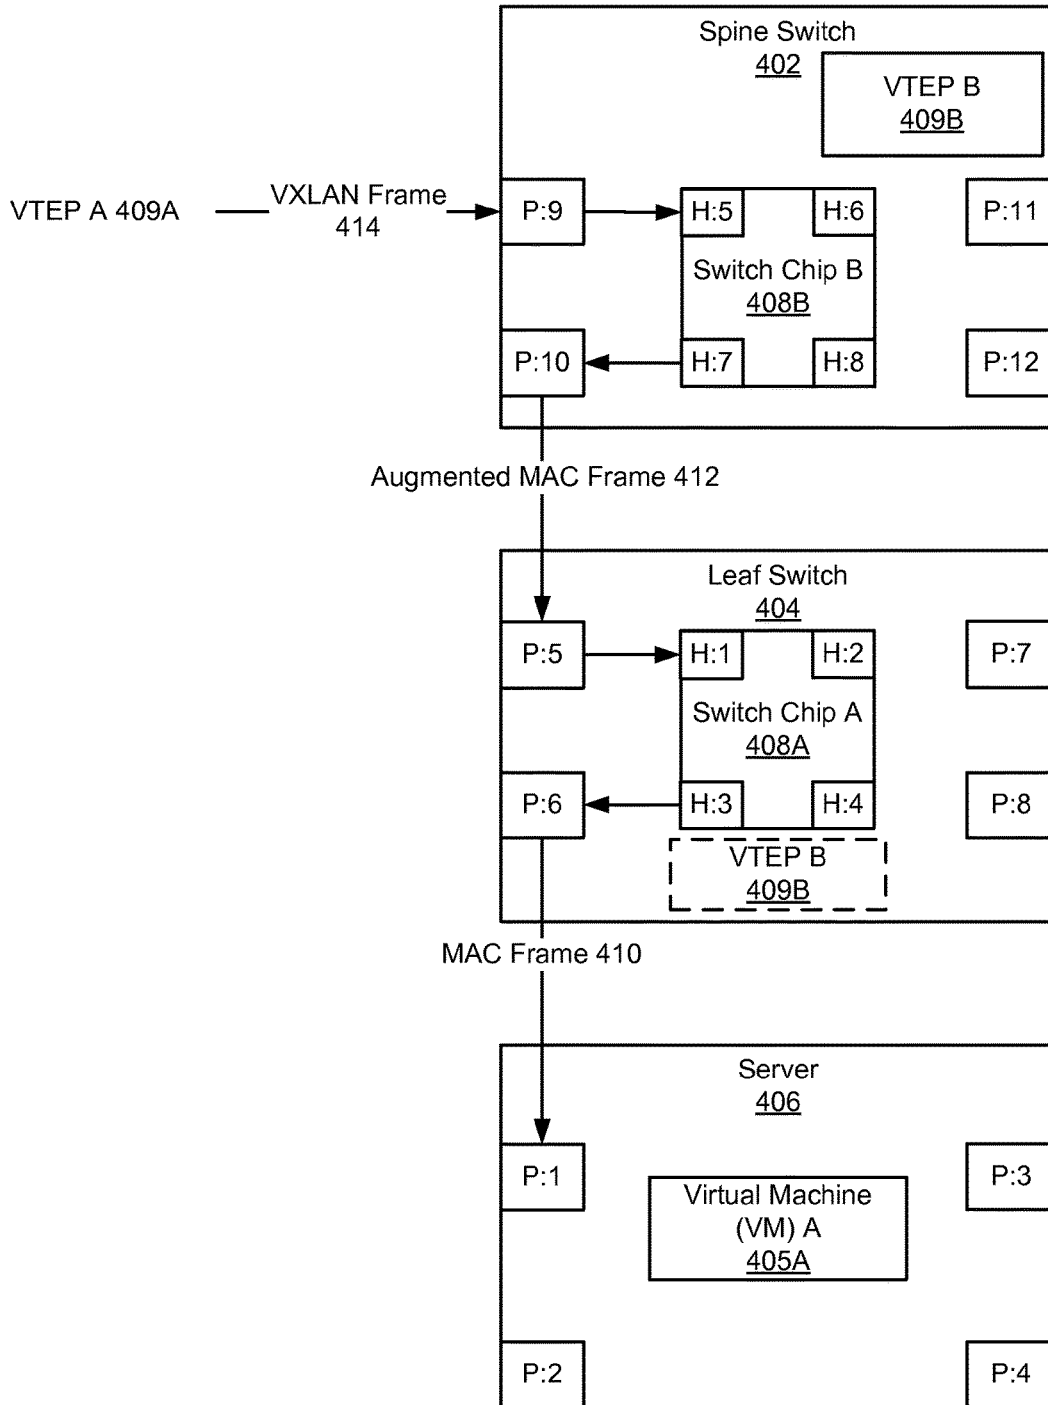 Spine Switch
402
VTEP B
409B
VTEP A 409A
VXLAN Frame
414
P:9
H:5
H:6
P:11
Switch Chip B
408B
P:10
H:7
H:8
P:12
Augmented MAC Frame 412
Leaf Switch
404
P:5
H:1
H:2
P:7
Switch Chip A
408A
P:6
H:3
H:4
P:8
VTEP B
409B
MAC Frame 410
Server
406
P:1
P:3
Virtual Machine
(VM) A
405A
P:2
P:4